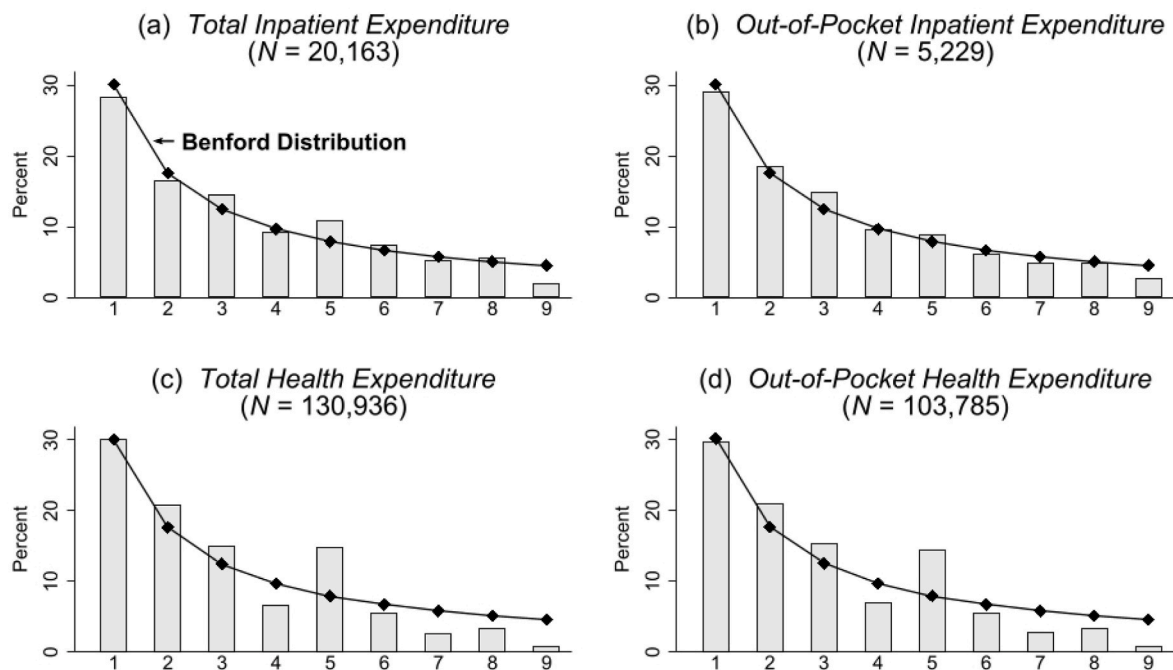 (a) Total Inpatient Expenditure
(N = 20,163)
Percent
30
20
10
0
Benford Distribution
1 2 3 4 5 6 7 8 9
(b) Out-of-Pocket Inpatient Expenditure
(N = 5,229)
Percent
30
20
10
0
1 2 3 4 5 6 7 8 9
(c) Total Health Expenditure
(N = 130,936)
Percent
30
20
10
0
1 2 3 4 5 6 7 8 9
(d) Out-of-Pocket Health Expenditure
(N = 103,785)
Percent
30
20
10
0
1 2 3 4 5 6 7 8 9